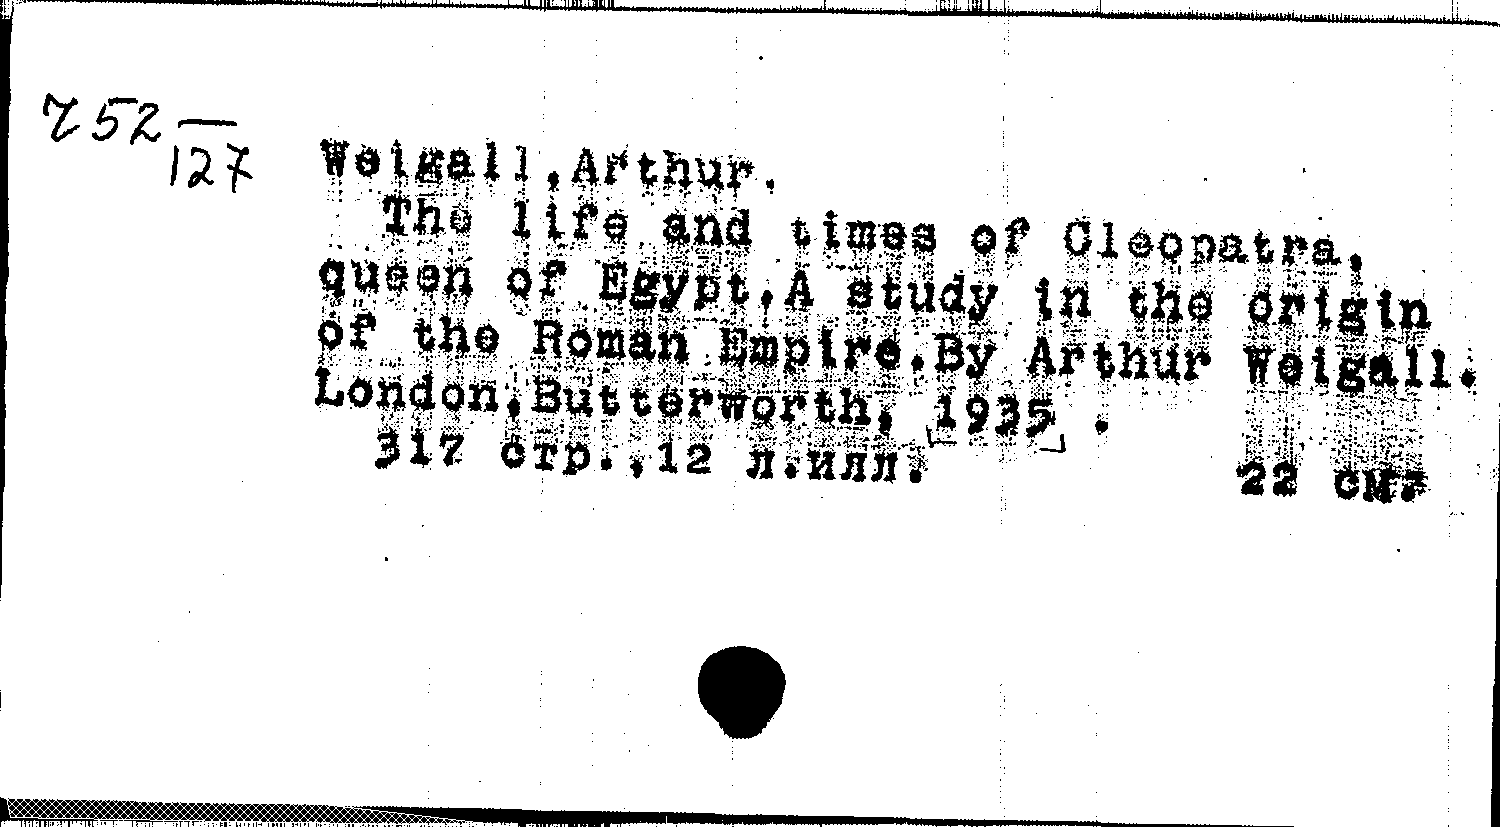 752
127
Weigall,Arthur.
The life and times of Cleopatra,
queen of Egypt.A study in the origin
of the Roman Empire.By Arthur Weigall.
London,Butterworth, [1935].
317 стр.,12 л.илл. 22 см.